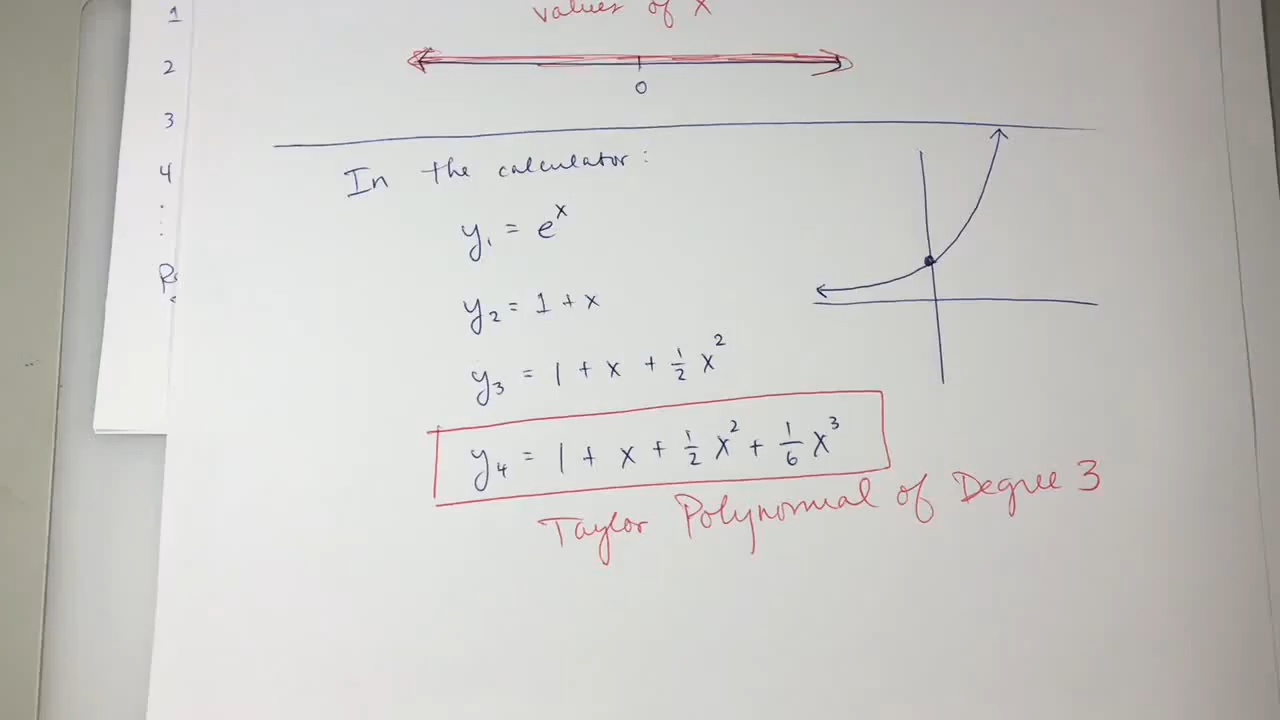 values of x
0
1
2
3
4
In the calculator:
y₁ = eˣ
y₂ = 1 + x
y₃ = 1 + x + ½ x²
y₄ = 1 + x + ½ x² + ⅙ x³
Taylor Polynomial of Degree 3